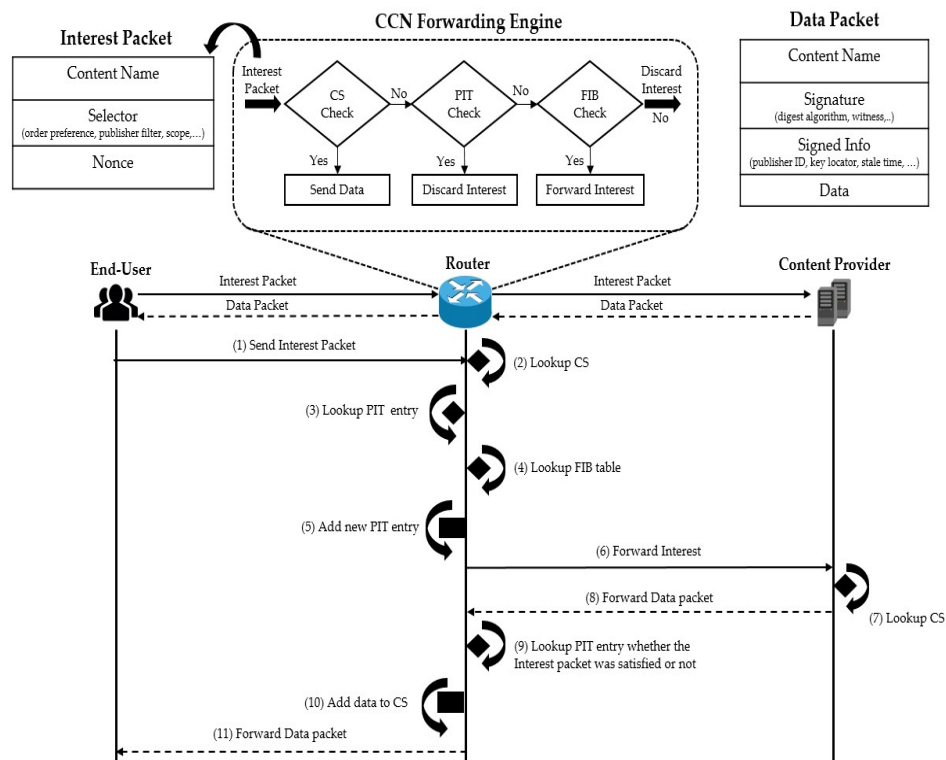 CCN Forwarding Engine
Interest Packet
Content Name
Selector
(order preference, publisher filter, scope,...)
Nonce
Interest
Packet
CS
Check
No
PIT
Check
No
FIB
Check
Discard
Interest
No
Yes
Yes
Yes
Send Data
Discard Interest
Forward Interest
Data Packet
Content Name
Signature
(digest algorithm, witness,..)
Signed Info
(publisher ID, key locator, stale time, ...)
Data
End-User
Router
Content Provider
Interest Packet
Data Packet
Interest Packet
Data Packet
(1) Send Interest Packet
(2) Lookup CS
(3) Lookup PIT entry
(4) Lookup FIB table
(5) Add new PIT entry
(6) Forward Interest
(7) Lookup CS
(8) Forward Data packet
(9) Lookup PIT entry whether the
Interest packet was satisfied or not
(10) Add data to CS
(11) Forward Data packet